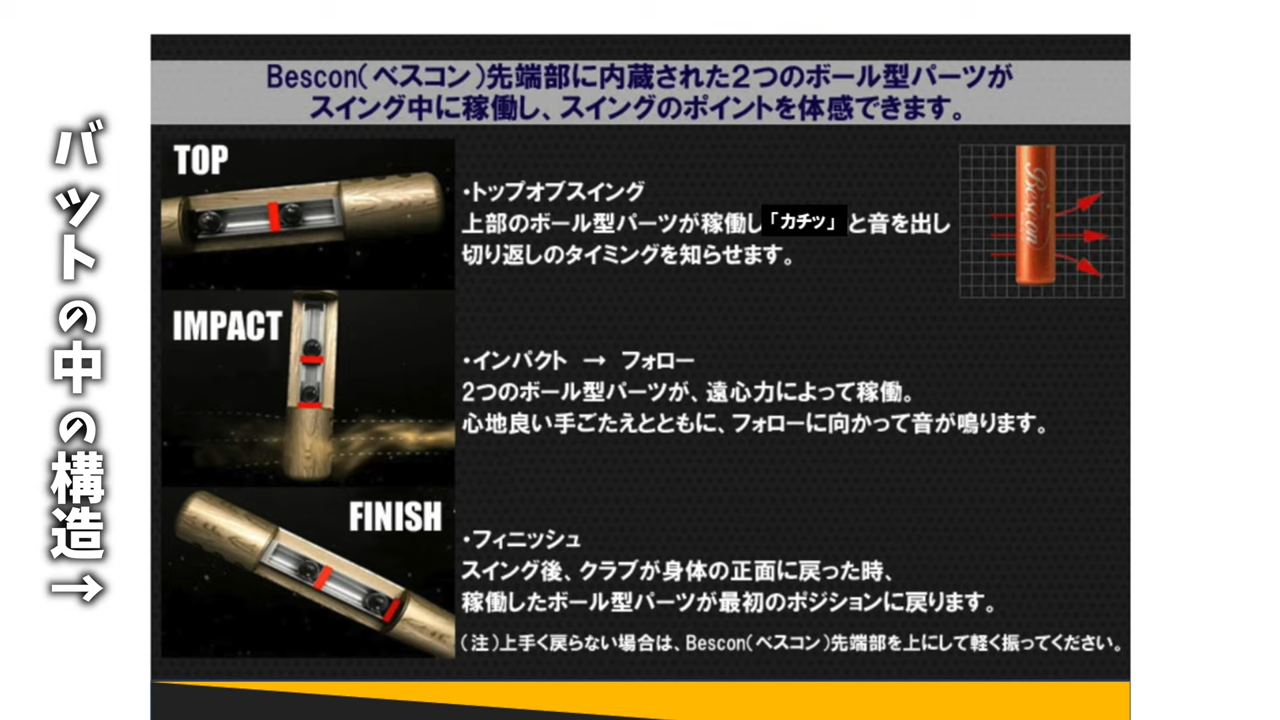 バットの中の構造→
Bescon(ベスコン)先端部に内蔵された2つのボール型パーツが
スイング中に稼働し、スイングのポイントを体感できます。
TOP
・トップオブスイング
上部のボール型パーツが稼働し「カチッ」と音を出し
切り返しのタイミングを知らせます。
Bescon
IMPACT
・インパクト → フォロー
2つのボール型パーツが、遠心力によって稼働。
心地良い手ごたえとともに、フォローに向かって音が鳴ります。
FINISH
・フィニッシュ
スイング後、クラブが身体の正面に戻った時、
稼働したボール型パーツが最初のポジションに戻ります。
(注)上手く戻らない場合は、Bescon(ベスコン)先端部を上にして軽く振ってください。